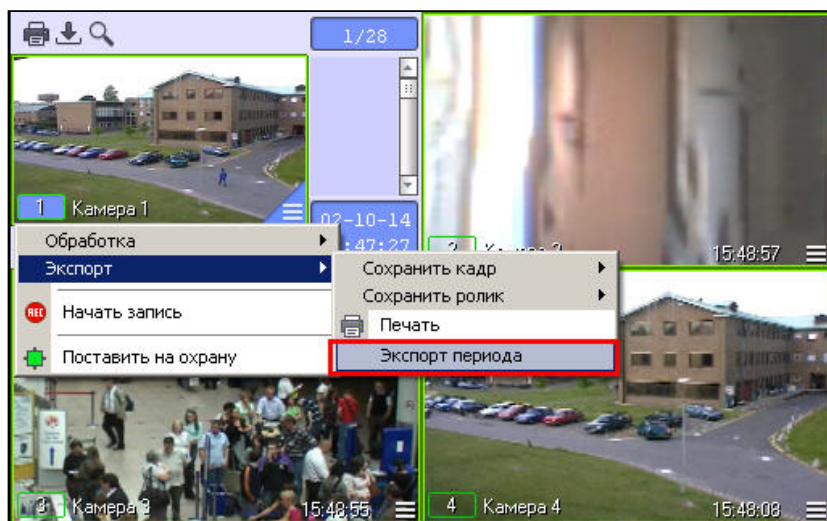 1/28
1 Камера 1
02-10-14
:47:27
Обработка
Экспорт
Начать запись
Поставить на охрану
Сохранить кадр
Сохранить ролик
Печать
Экспорт периода
15:48:57
3 Камера 3
15:48:55
4 Камера 4
15:48:08